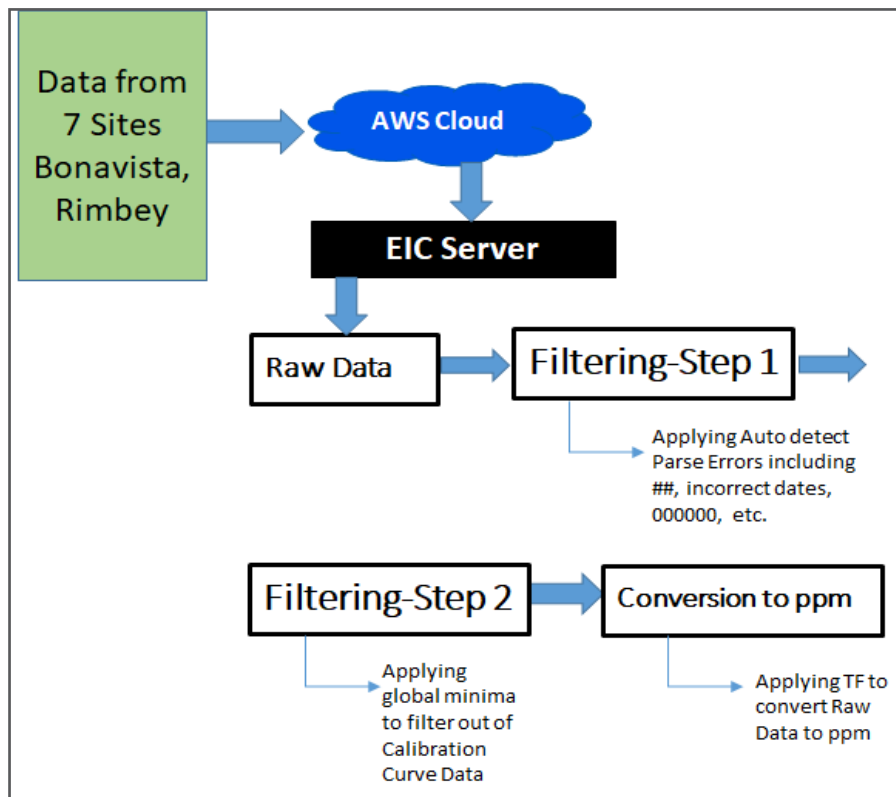 Data from
7 Sites
Bonavista,
Rimbey
AWS Cloud
EIC Server
Raw Data
Filtering-Step 1
Applying Auto detect
Parse Errors including
##, incorrect dates,
000000, etc.
Filtering-Step 2
Conversion to ppm
Applying
global minima
to filter out of
Calibration
Curve Data
Applying TF to
convert Raw
Data to ppm